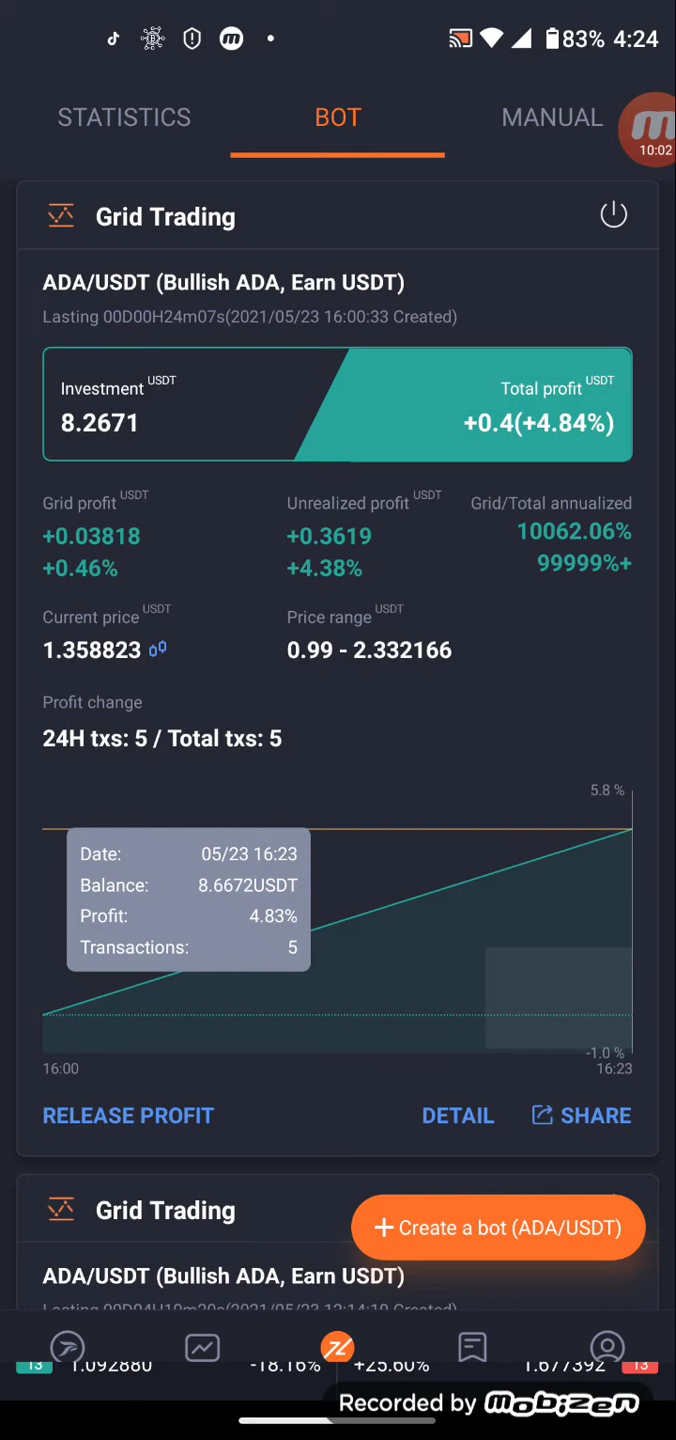 83% 4:24
STATISTICS BOT MANUAL
10:02
Grid Trading
ADA/USDT (Bullish ADA, Earn USDT)
Lasting 00D00H24m07s(2021/05/23 16:00:33 Created)
Investment USDT Total profit USDT
8.2671 +0.4(+4.84%)
Grid profit USDT Unrealized profit USDT Grid/Total annualized
+0.03818 +0.3619 10062.06%
+0.46% +4.38% 99999%+
Current price USDT Price range USDT
1.358823 0.99 - 2.332166
Profit change
24H txs: 5 / Total txs: 5
5.8 %
Date: 05/23 16:23
Balance: 8.6672USDT
Profit: 4.83%
Transactions: 5
-1.0 %
16:00 16:23
RELEASE PROFIT DETAIL SHARE
Grid Trading
+ Create a bot (ADA/USDT)
ADA/USDT (Bullish ADA, Earn USDT)
13 1.092880 -18.16% +25.60% 1.677392 13
Recorded by mobizen